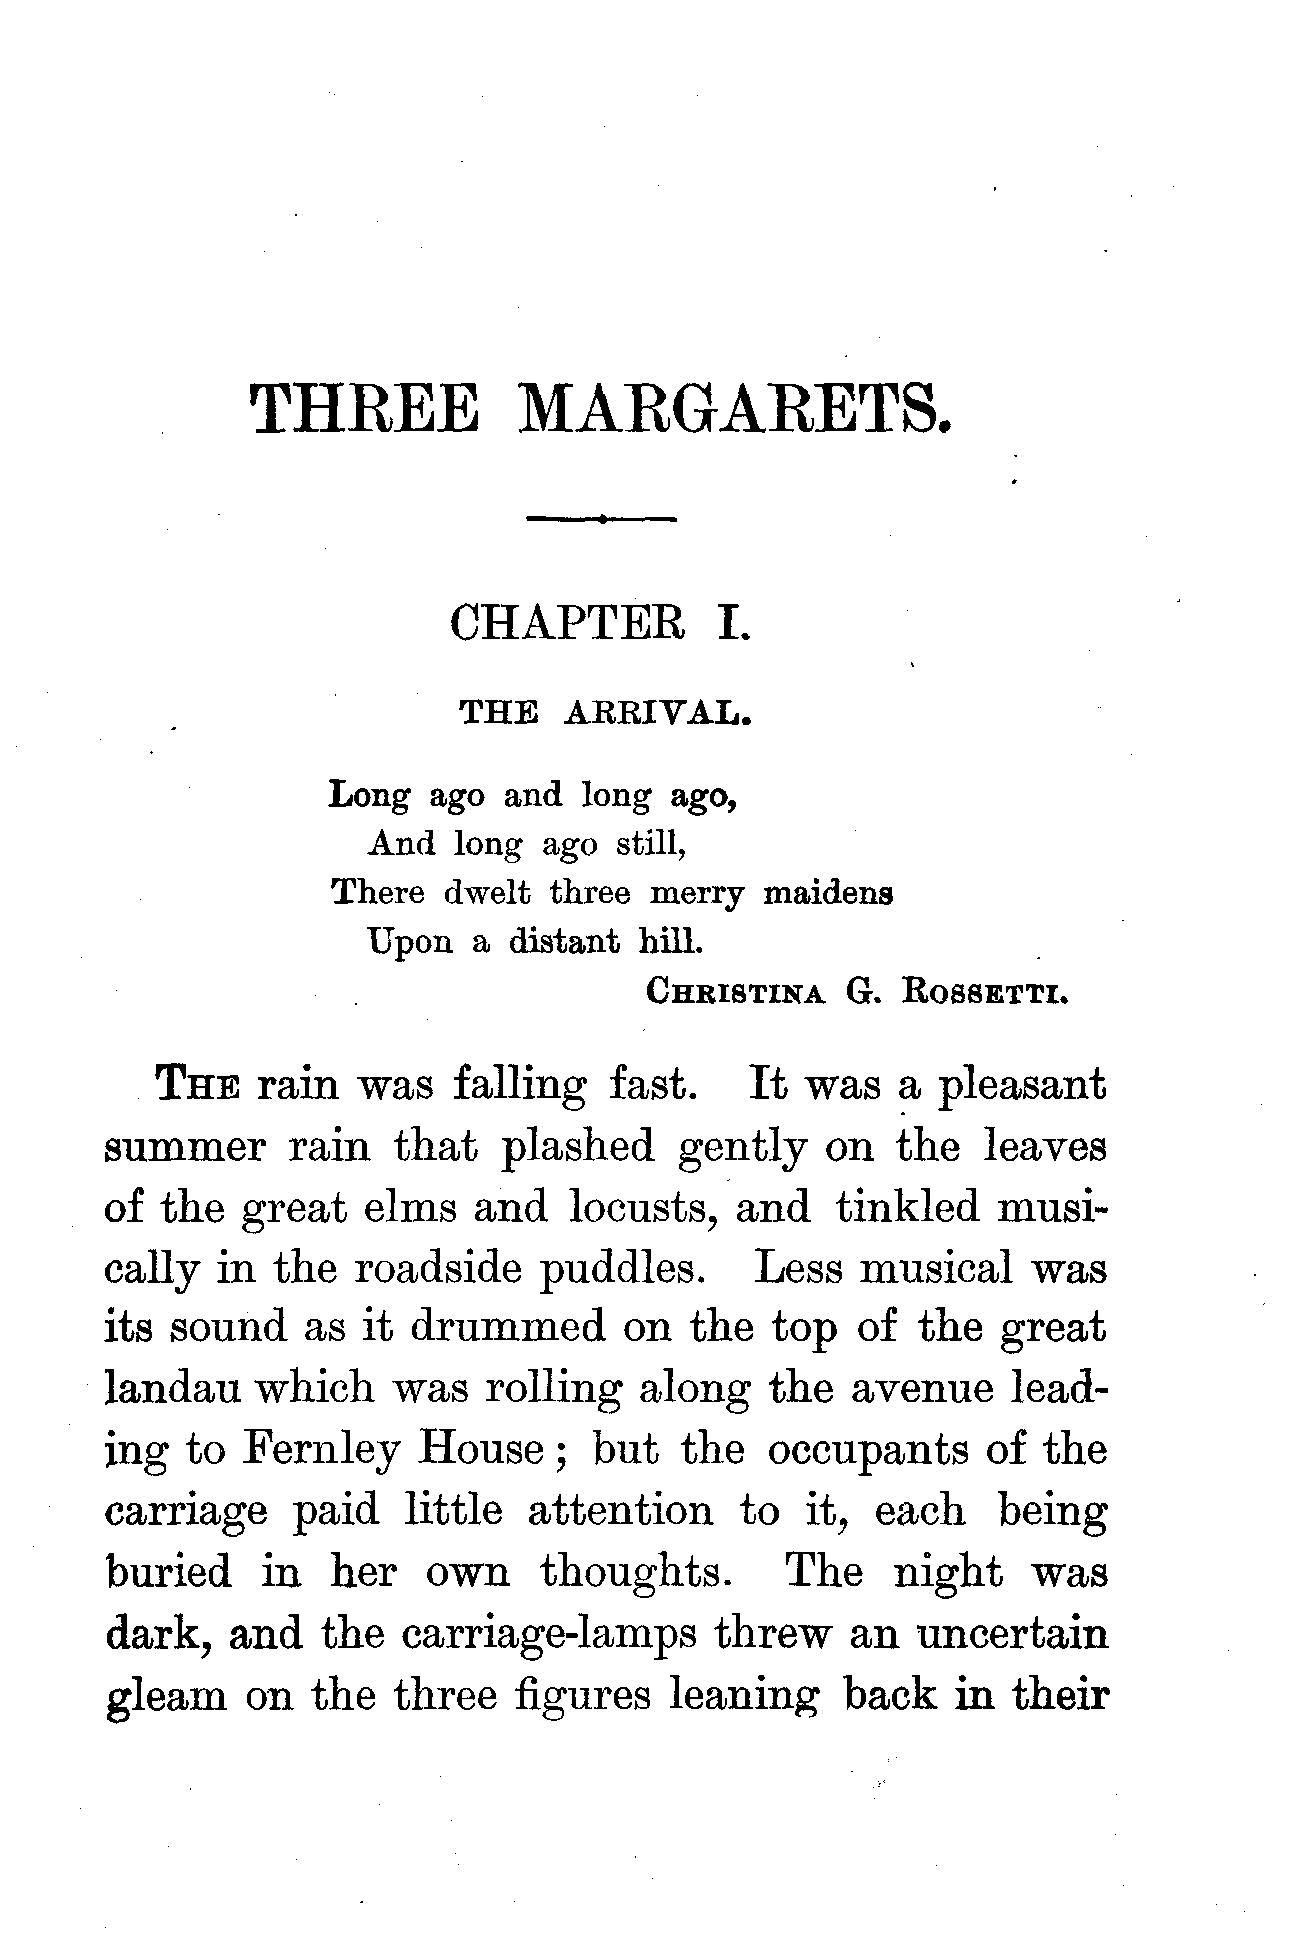 THREE MARGARETS.
CHAPTER I.
THE ARRIVAL.
Long ago and long ago,
And long ago still,
There dwelt three merry maidens
Upon a distant hill.
CHRISTINA G. ROSSETTI.
THE rain was falling fast. It was a pleasant
summer rain that plashed gently on the leaves
of the great elms and locusts, and tinkled musi-
cally in the roadside puddles. Less musical was
its sound as it drummed on the top of the great
landau which was rolling along the avenue lead-
ing to Fernley House; but the occupants of the
carriage paid little attention to it, each being
buried in her own thoughts. The night was
dark, and the carriage-lamps threw an uncertain
gleam on the three figures leaning back in their